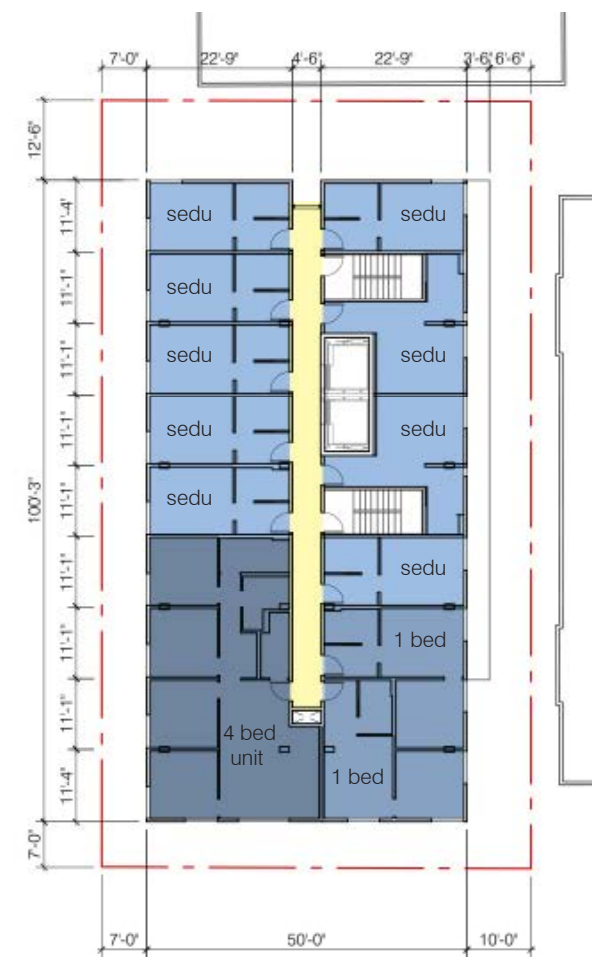 7'-0" 22'-9" 4'-6" 22'-9" 3'-6" 6'-6"
12'-6"
11'-4"
11'-1"
11'-1"
11'-1"
11'-1"
11'-1"
11'-1"
11'-1"
11'-4"
100'-3"
7'-0"
sedu sedu
sedu
sedu sedu
sedu sedu
sedu
sedu
1 bed
4 bed
unit
1 bed
7'-0" 50'-0" 10'-0"